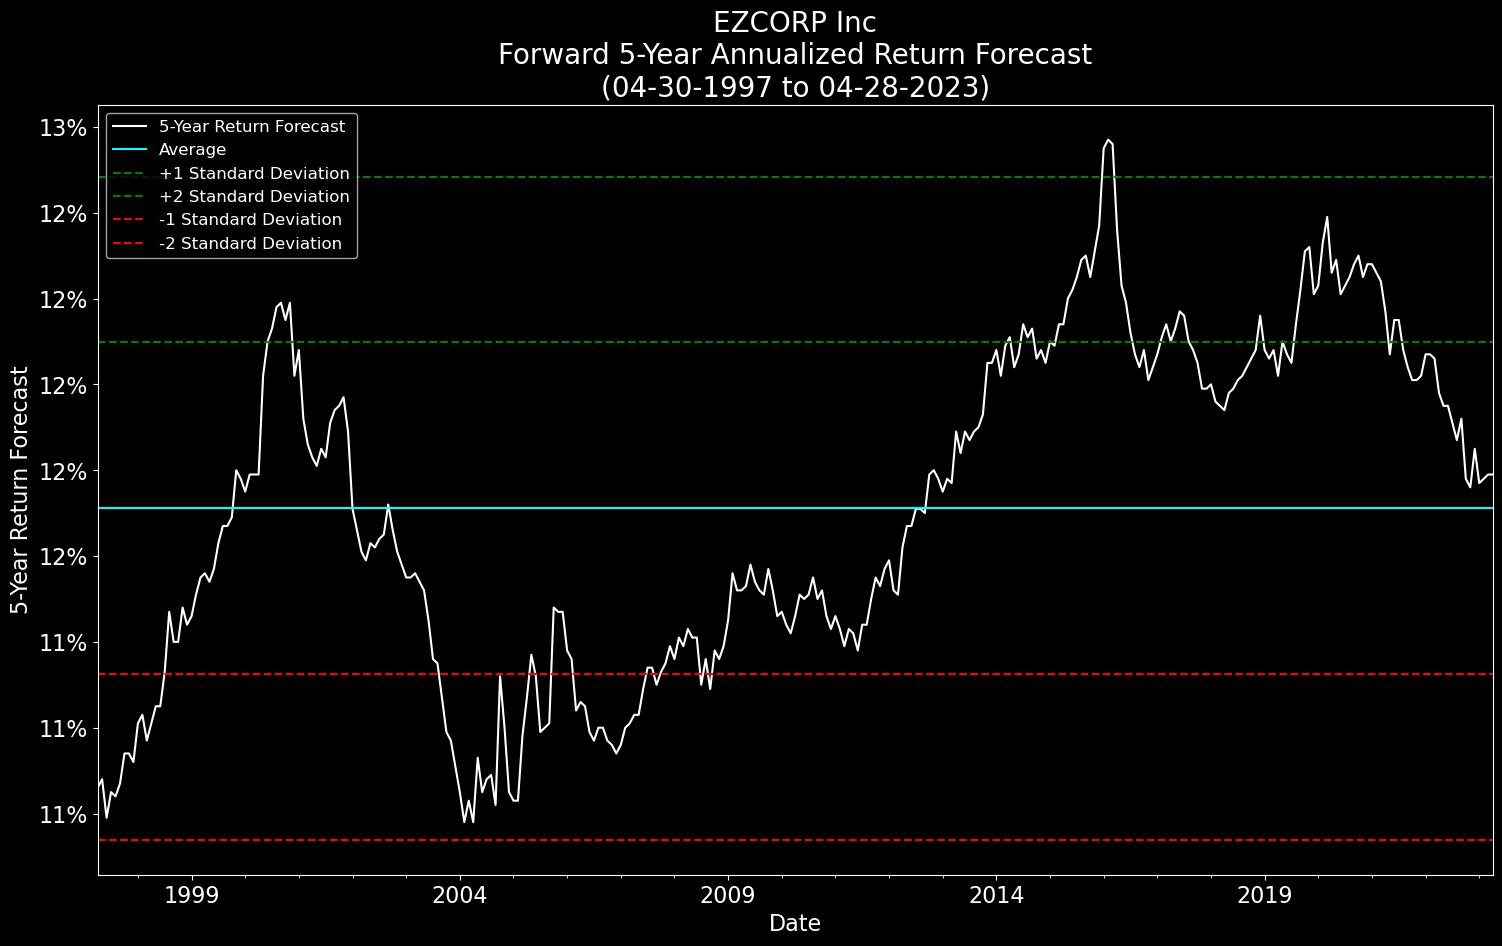 EZCORP Inc
Forward 5-Year Annualized Return Forecast
(04-30-1997 to 04-28-2023)
5-Year Return Forecast
Average
+1 Standard Deviation
+2 Standard Deviation
-1 Standard Deviation
-2 Standard Deviation
13%
12%
12%
12%
12%
12%
11%
11%
11%
5-Year Return Forecast
1999
2004
2009
2014
2019
Date